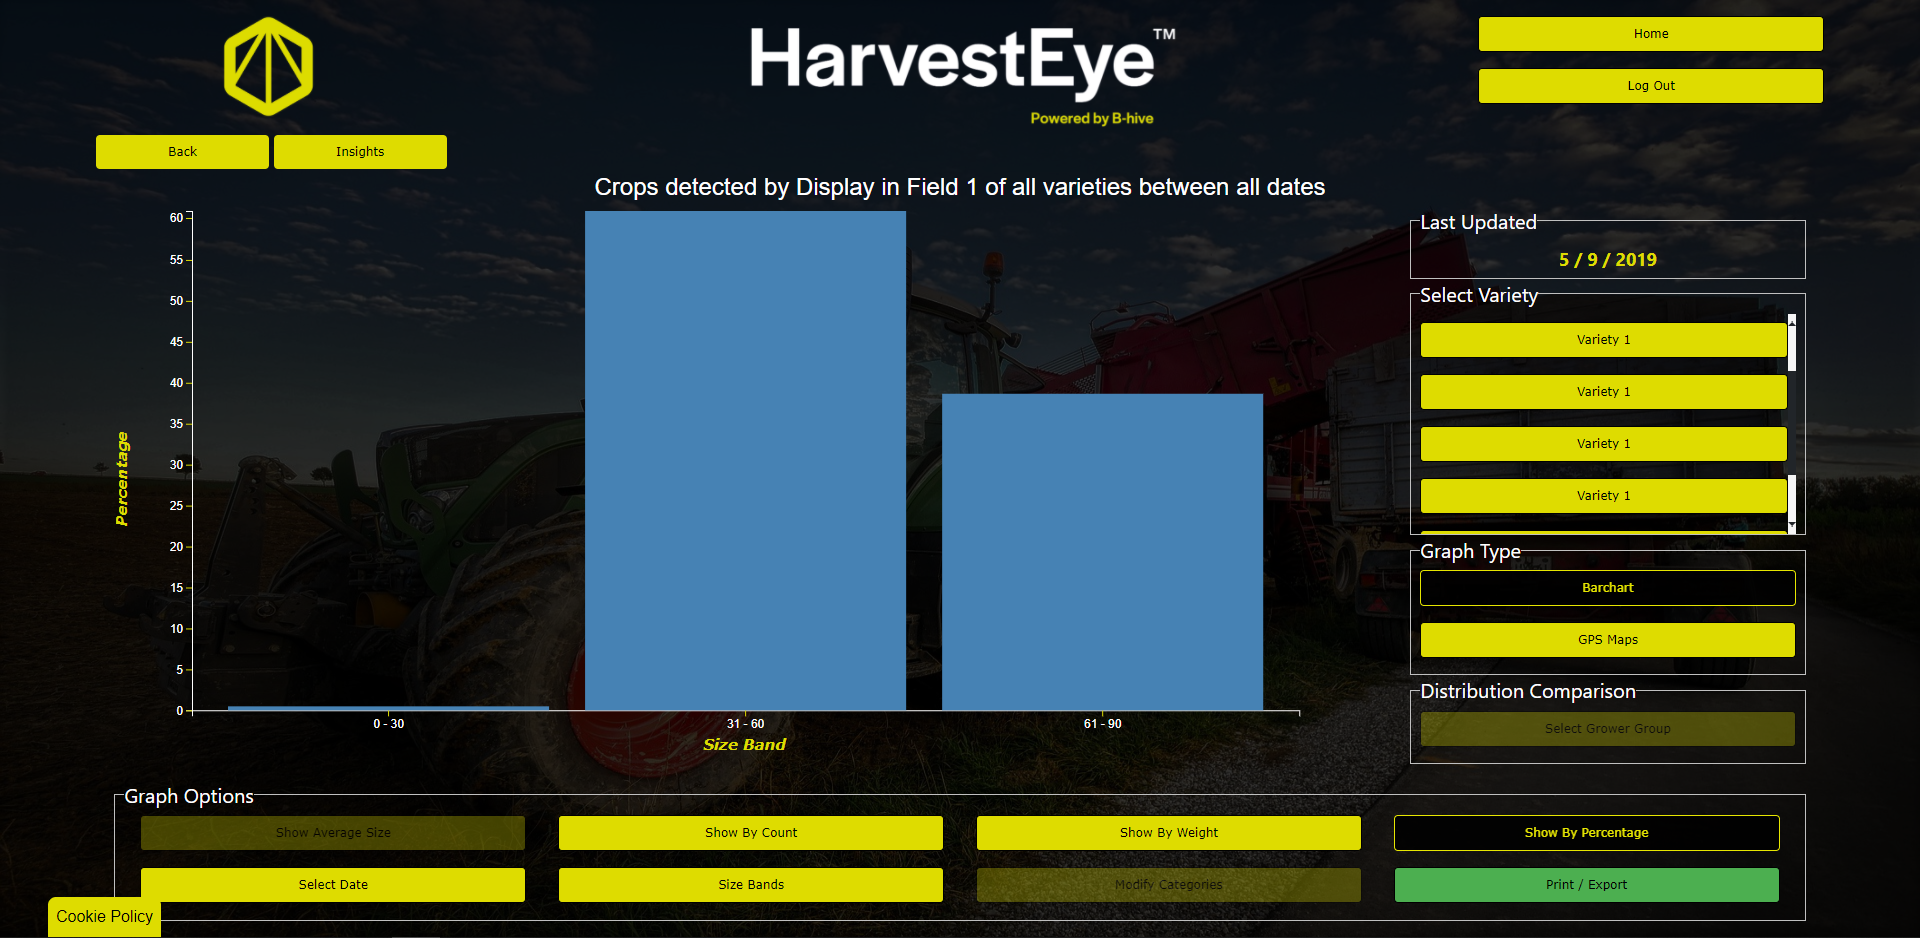 HarvestEye™
Powered by B-hive
Home
Log Out
Back
Insights
Crops detected by Display in Field 1 of all varieties between all dates
60
55
50
45
40
35
30
25
20
15
10
5
0
Percentage
0 - 30
31 - 60
61 - 90
Size Band
Last Updated
5 / 9 / 2019
Select Variety
Variety 1
Variety 1
Variety 1
Variety 1
Graph Type
Barchart
GPS Maps
Distribution Comparison
Select Grower Group
Graph Options
Show Average Size
Show By Count
Show By Weight
Show By Percentage
Select Date
Size Bands
Modify Categories
Print / Export
Cookie Policy